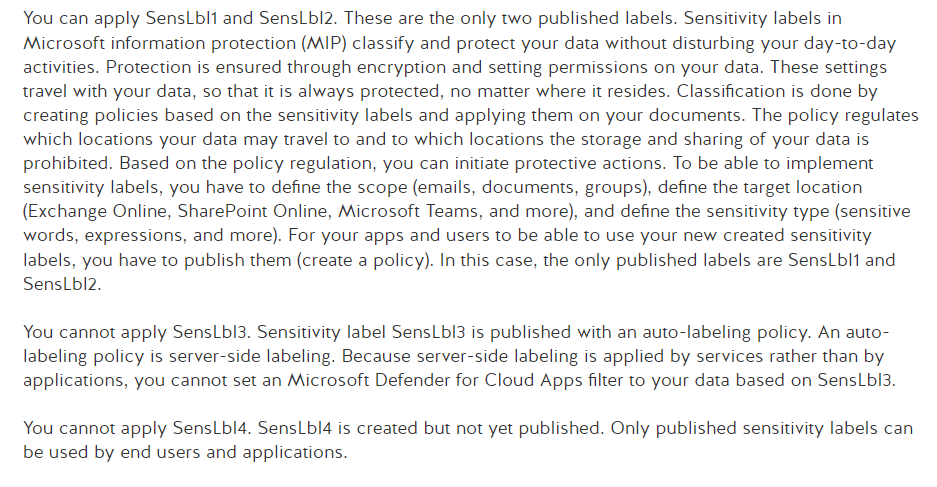 You can apply SensLbl1 and SensLbl2. These are the only two published labels. Sensitivity labels in
Microsoft information protection (MIP) classify and protect your data without disturbing your day-to-day
activities. Protection is ensured through encryption and setting permissions on your data. These settings
travel with your data, so that it is always protected, no matter where it resides. Classification is done by
creating policies based on the sensitivity labels and applying them on your documents. The policy regulates
which locations your data may travel to and to which locations the storage and sharing of your data is
prohibited. Based on the policy regulation, you can initiate protective actions. To be able to implement
sensitivity labels, you have to define the scope (emails, documents, groups), define the target location
(Exchange Online, SharePoint Online, Microsoft Teams, and more), and define the sensitivity type (sensitive
words, expressions, and more). For your apps and users to be able to use your new created sensitivity
labels, you have to publish them (create a policy). In this case, the only published labels are SensLbl1 and
SensLbl2.
You cannot apply SensLbl3. Sensitivity label SensLbl3 is published with an auto-labeling policy. An auto-
labeling policy is server-side labeling. Because server-side labeling is applied by services rather than by
applications, you cannot set an Microsoft Defender for Cloud Apps filter to your data based on SensLbl3.
You cannot apply SensLbl4. SensLbl4 is created but not yet published. Only published sensitivity labels can
be used by end users and applications.